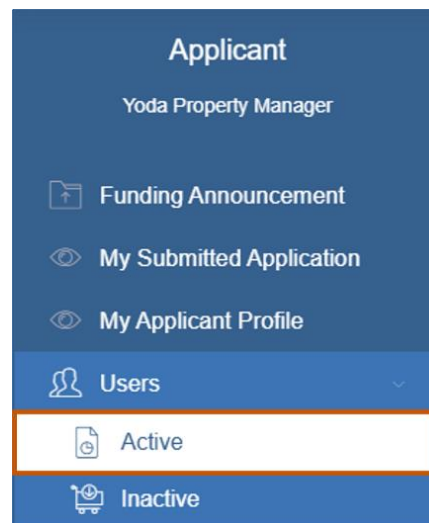 Applicant
Yoda Property Manager
Funding Announcement
My Submitted Application
My Applicant Profile
Users
Active
Inactive